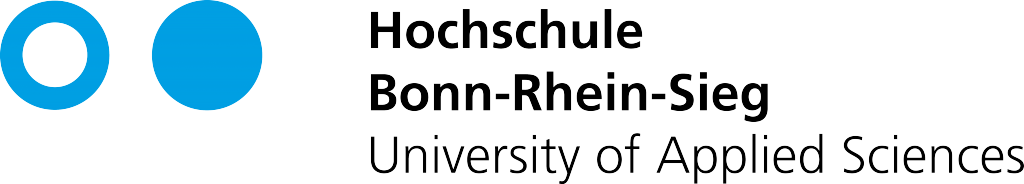 Hochschule
Bonn-Rhein-Sieg
University of Applied Sciences